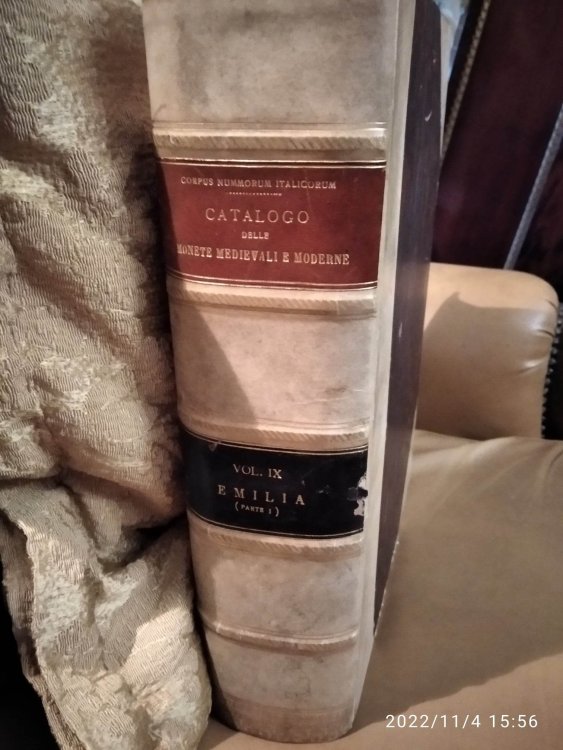 CORPUS NUMMORUM ITALICORUM
CATALOGO
DELLE
MONETE MEDIEVALI E MODERNE
VOL. IX
EMILIA
(PARTE I)
2022/11/4 15:56